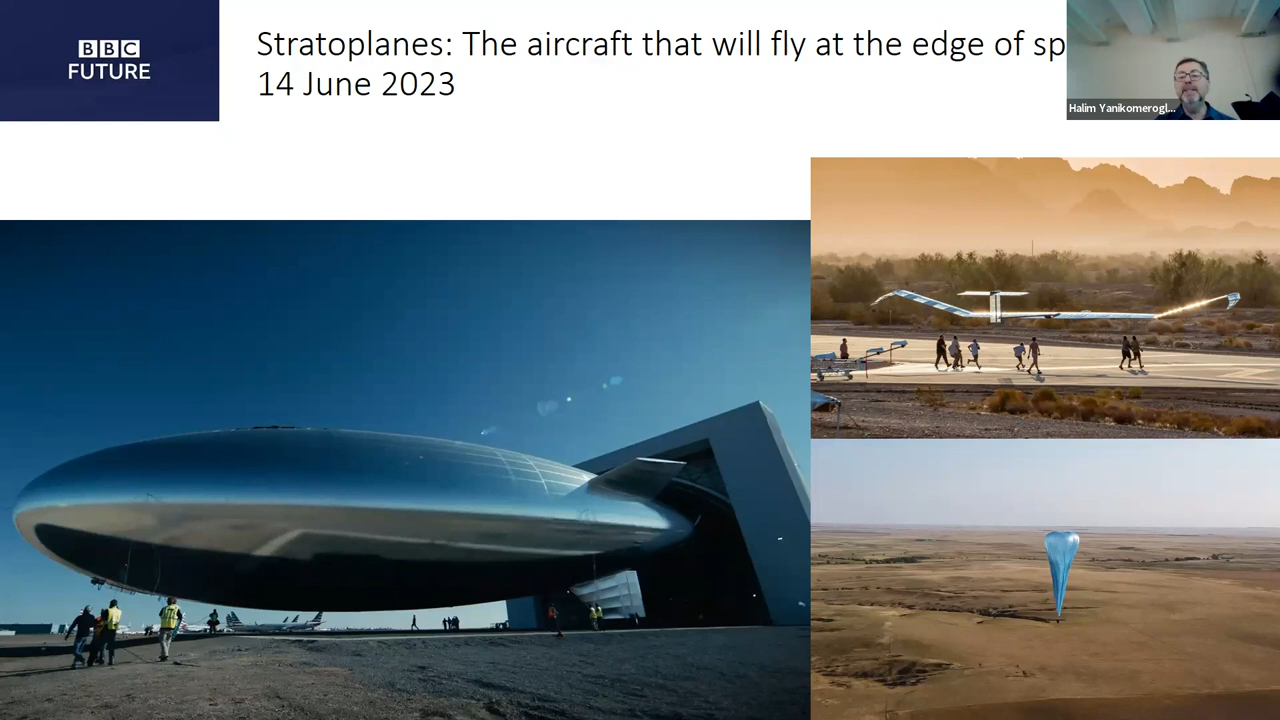 BBC
FUTURE
Stratoplanes: The aircraft that will fly at the edge of sp
14 June 2023
Halim Yanikomerogl...